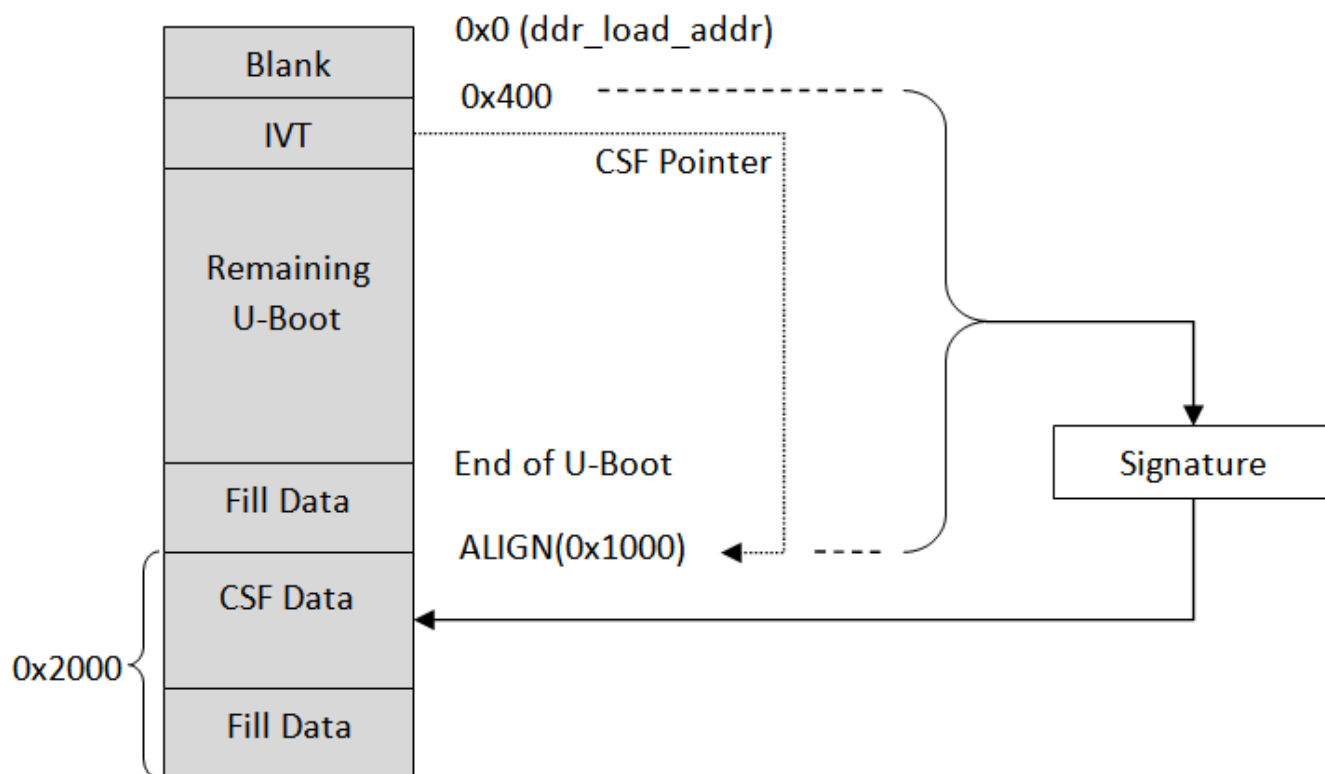 0x0 (ddr_load_addr)
Blank
0x400
IVT
CSF Pointer
Remaining
U-Boot
End of U-Boot
Signature
Fill Data
ALIGN(0x1000)
CSF Data
0x2000
Fill Data